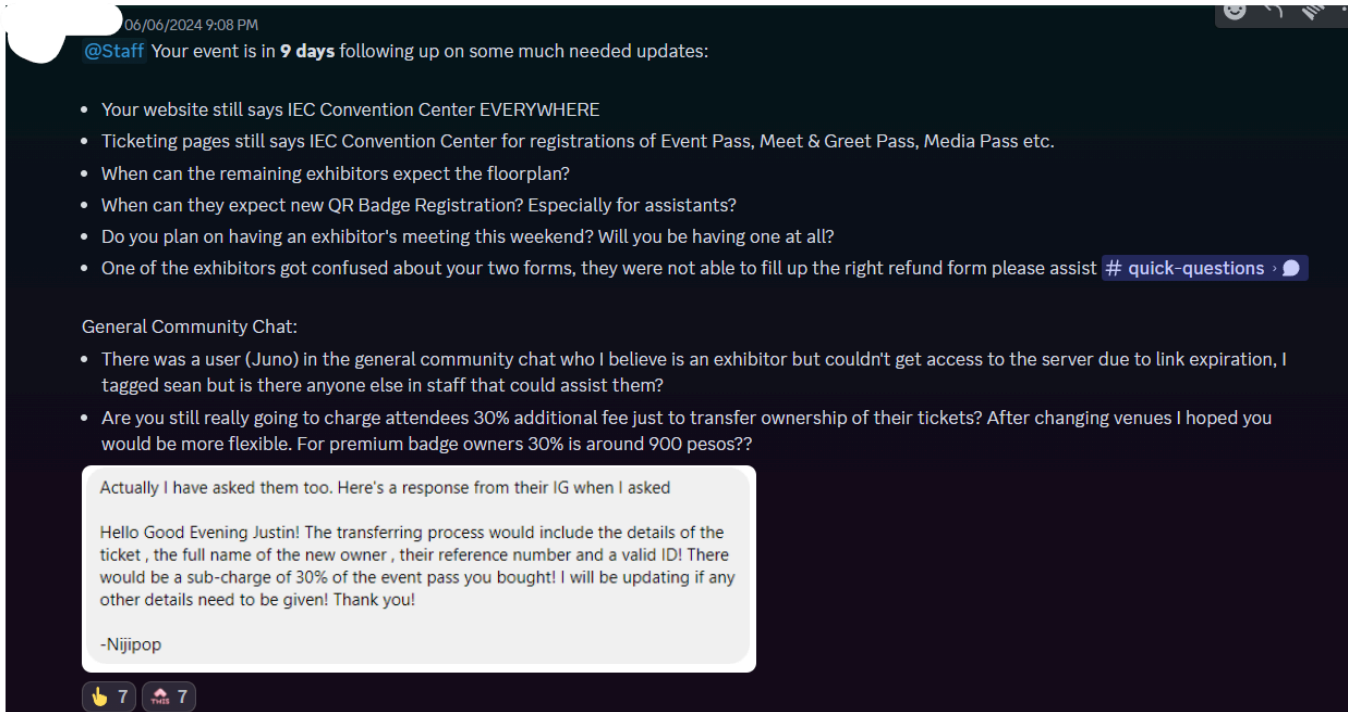 06/06/2024 9:08 PM
@Staff Your event is in 9 days following up on some much needed updates:
• Your website still says IEC Convention Center EVERYWHERE
• Ticketing pages still says IEC Convention Center for registrations of Event Pass, Meet & Greet Pass, Media Pass etc.
• When can the remaining exhibitors expect the floorplan?
• When can they expect new QR Badge Registration? Especially for assistants?
• Do you plan on having an exhibitor's meeting this weekend? Will you be having one at all?
• One of the exhibitors got confused about your two forms, they were not able to fill up the right refund form please assist # quick-questions ›
General Community Chat:
• There was a user (Juno) in the general community chat who I believe is an exhibitor but couldn't get access to the server due to link expiration, I
tagged sean but is there anyone else in staff that could assist them?
• Are you still really going to charge attendees 30% additional fee just to transfer ownership of their tickets? After changing venues I hoped you
would be more flexible. For premium badge owners 30% is around 900 pesos??
Actually I have asked them too. Here's a response from their IG when I asked
Hello Good Evening Justin! The transferring process would include the details of the
ticket , the full name of the new owner , their reference number and a valid ID! There
would be a sub-charge of 30% of the event pass you bought! I will be updating if any
other details need to be given! Thank you!
-Nijipop
7
THIS 7